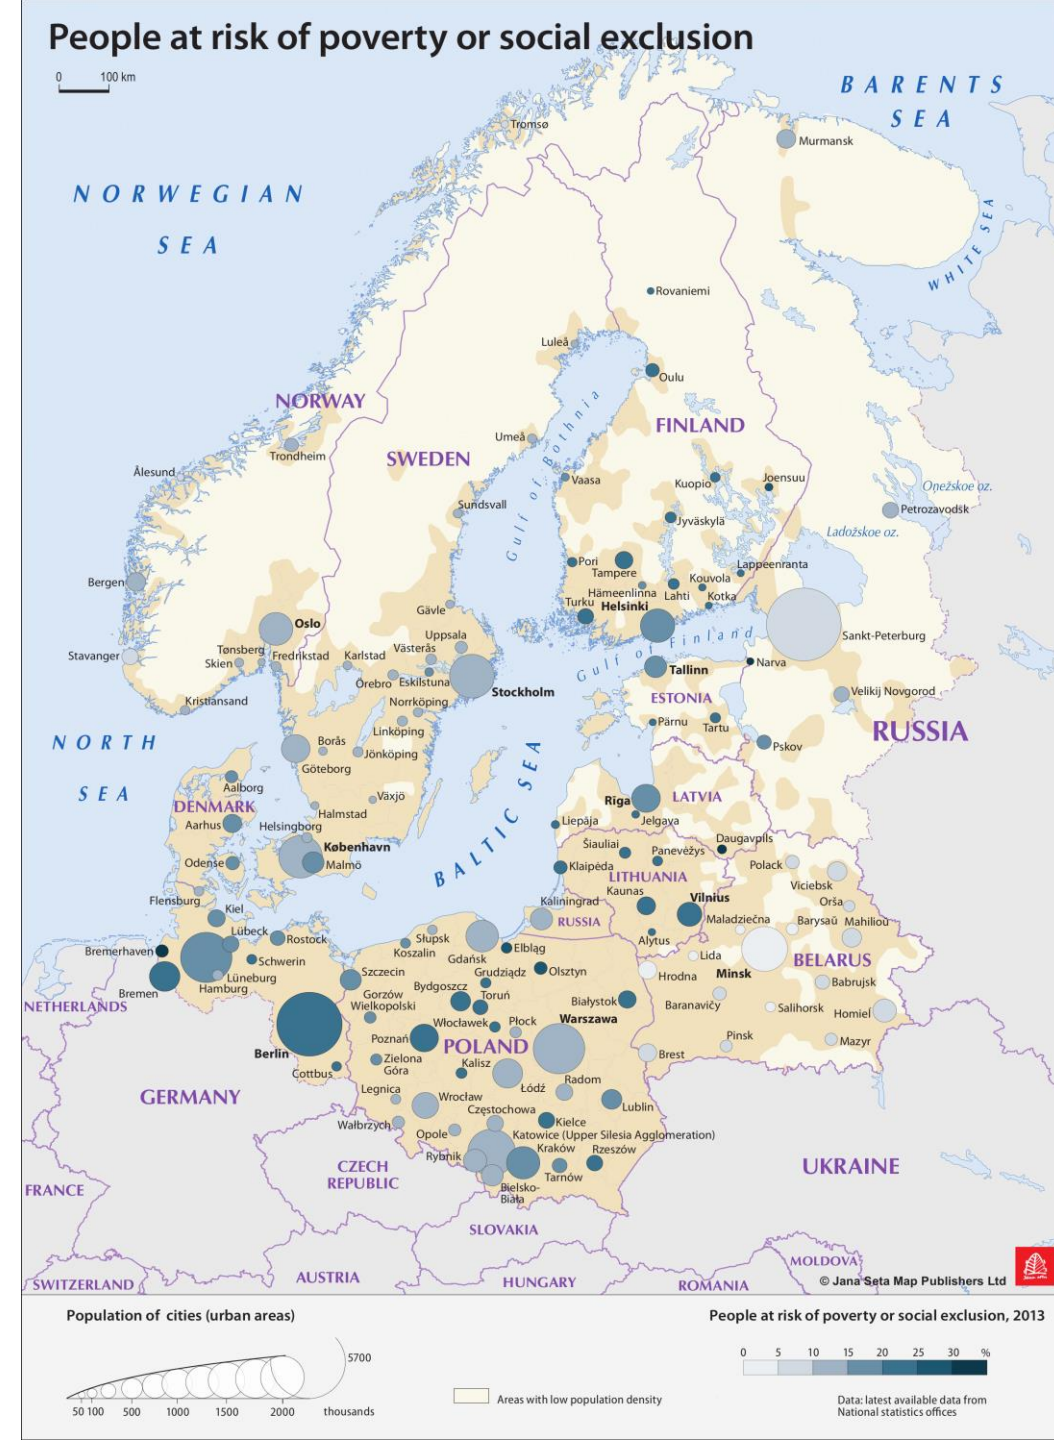 People at risk of poverty or social exclusion
0 100 km
BARENTS
SEA
NORWEGIAN
SEA
WHITE SEA
Tromsø
Murmansk
Rovaniemi
Luleå
Oulu
NORWAY
FINLAND
SWEDEN
Gulf of Bothnia
Umeå
Trondheim
Ålesund
Vaasa
Kuopio
Joensuu
Onežskoe oz.
Sundsvall
Petrozavodsk
Jyväskylä
Ladožskoe oz.
Pori
Tampere
Lappeenranta
Bergen
Hämeenlinna
Kouvola
Lahti
Kotka
Turku
Helsinki
Gävle
Oslo
Sankt-Peterburg
Uppsala
Gulf of Finland
Tønsberg
Fredrikstad
Karlstad
Västerås
Stavanger
Skien
Tallinn
Narva
Örebro
Eskilstuna
Stockholm
Velikij Novgorod
Kristiansand
Norrköping
ESTONIA
Linköping
Pärnu
Tartu
RUSSIA
NORTH
SEA
Borås
Jönköping
Göteborg
Pskov
BALTIC SEA
Aalborg
Växjö
Rīga
LATVIA
DENMARK
Halmstad
Aarhus
Helsingborg
Liepāja
Jelgava
København
Daugavpils
Šiauliai
Panevėžys
Odense
Malmö
Klaipėda
LITHUANIA
Polack
Kaunas
Viciebsk
Flensburg
Kaliningrad
Vilnius
Orša
Kiel
RUSSIA
Maladziečna
Barysaŭ
Mahilioŭ
Lübeck
Rostock
Słupsk
Koszalin
Alytus
Bremerhaven
Schwerin
Gdańsk
Elbląg
Lida
BELARUS
Lüneburg
Szczecin
Grudziądz
Olsztyn
Hrodna
Minsk
Bremen
Hamburg
Bydgoszcz
Babrujsk
NETHERLANDS
Gorzów
Wielkopolski
Toruń
Białystok
Baranavičy
Salihorsk
Homiel
Włocławek
Płock
Warszawa
Poznań
POLAND
Pinsk
Mazyr
Berlin
Zielona
Góra
Kalisz
Brest
Cottbus
Łódź
Radom
Legnica
GERMANY
Wrocław
Lublin
Częstochowa
Wałbrzych
Kielce
Opole
Katowice (Upper Silesia Agglomeration)
Rybnik
Kraków
Rzeszów
CZECH
REPUBLIC
Tarnów
UKRAINE
Bielsko-
Biała
FRANCE
SLOVAKIA
MOLDOVA
SWITZERLAND
AUSTRIA
HUNGARY
ROMANIA
© Jana Seta Map Publishers Ltd
Population of cities (urban areas)
5700
50 100 500 1000 1500 2000 thousands
Areas with low population density
People at risk of poverty or social exclusion, 2013
0 5 10 15 20 25 30 %
Data: latest available data from
National statistics offices